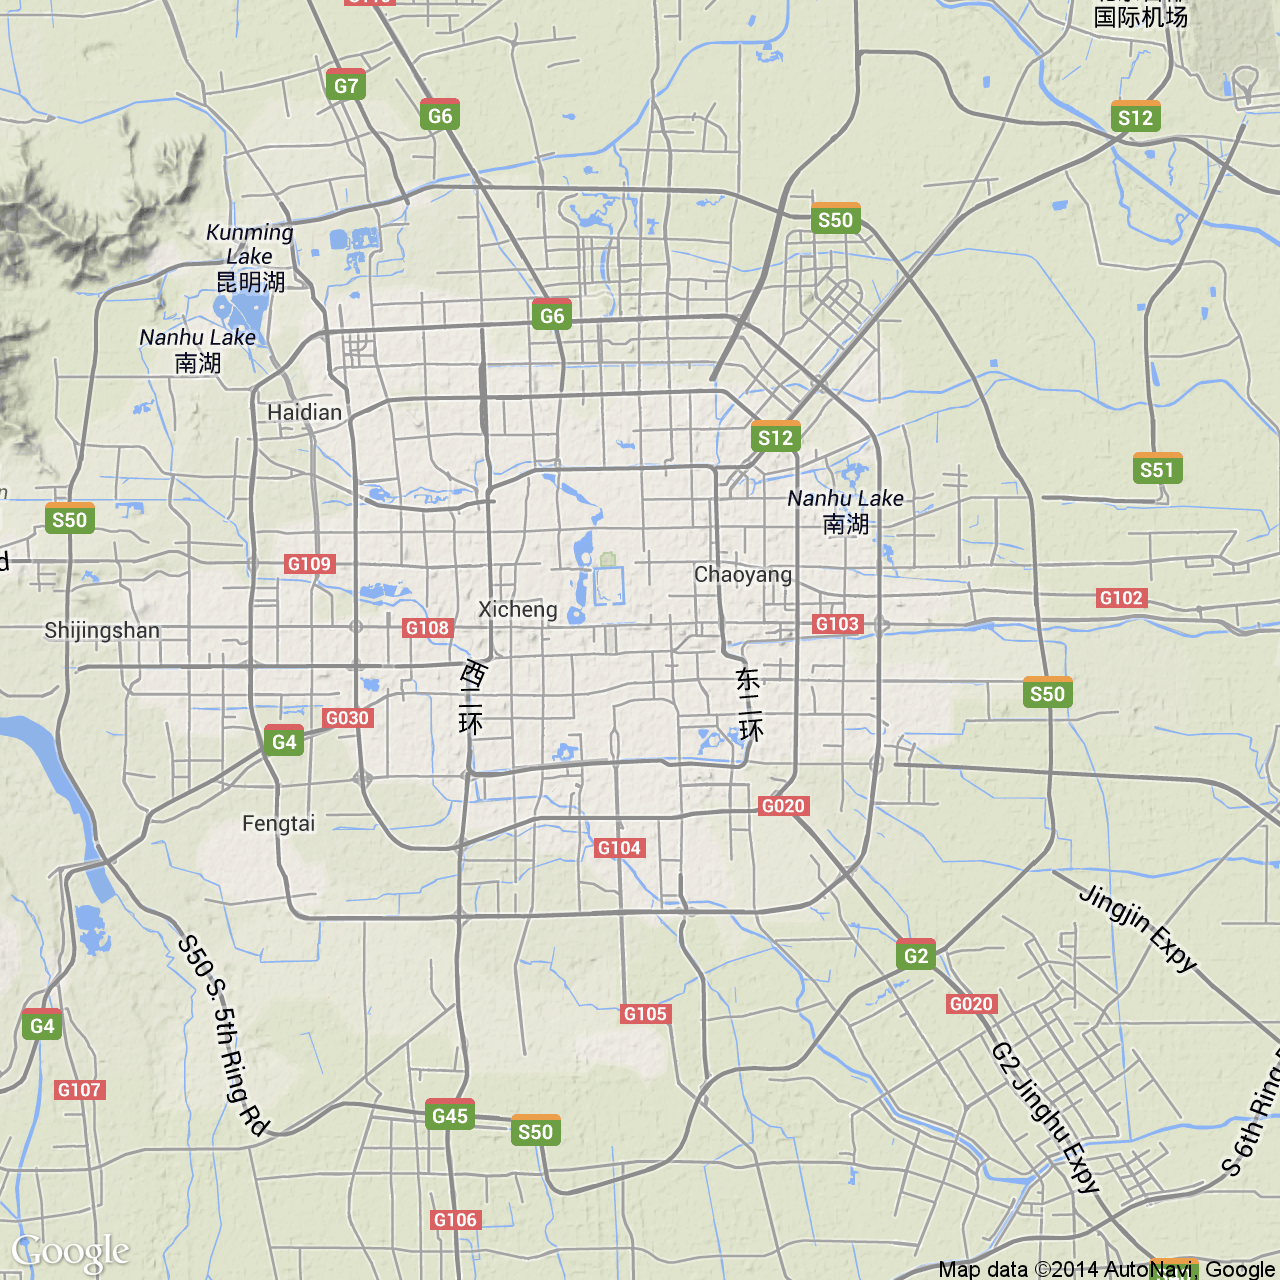 国际机场
G7
G6
S12
S50
Kunming
Lake
昆明湖
G6
Nanhu Lake
南湖
Haidian
S12
S51
Nanhu Lake
南湖
S50
G109
Chaoyang
G102
Xicheng
G108
G103
Shijingshan
西二环
东二环
S50
G030
G4
G020
Fengtai
G104
Jingjin Expy
S50 S. 5th Ring Rd
G2
G020
G105
G4
G2 Jinghu Expy
G107
G45
S50
S 6th Ring
G106
Google
Map data ©2014 AutoNavi, Google